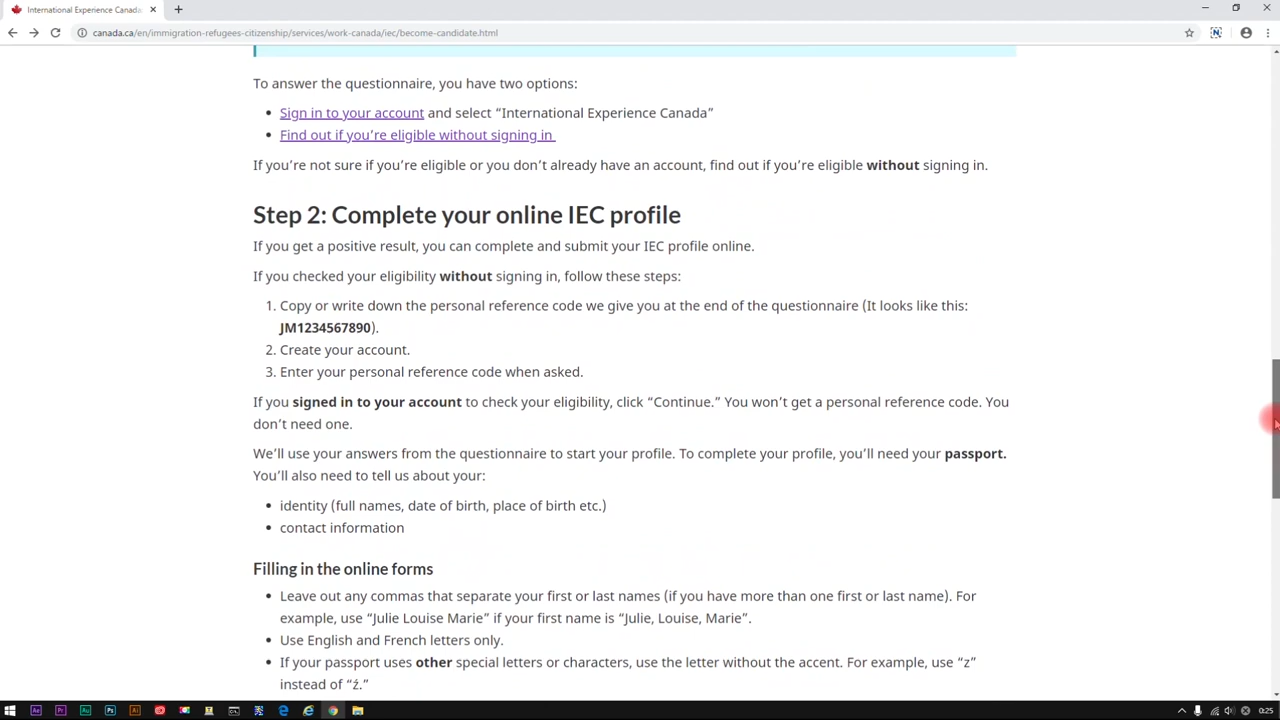 International Experience Canada
canada.ca/en/immigration-refugees-citizenship/services/work-canada/iec/become-candidate.html
To answer the questionnaire, you have two options:
• Sign in to your account and select “International Experience Canada”
• Find out if you’re eligible without signing in
If you’re not sure if you’re eligible or you don’t already have an account, find out if you’re eligible without signing in.
Step 2: Complete your online IEC profile
If you get a positive result, you can complete and submit your IEC profile online.
If you checked your eligibility without signing in, follow these steps:
1. Copy or write down the personal reference code we give you at the end of the questionnaire (It looks like this:
JM1234567890).
2. Create your account.
3. Enter your personal reference code when asked.
If you signed in to your account to check your eligibility, click “Continue.” You won’t get a personal reference code. You
don’t need one.
We’ll use your answers from the questionnaire to start your profile. To complete your profile, you’ll need your passport.
You’ll also need to tell us about your:
• identity (full names, date of birth, place of birth etc.)
• contact information
Filling in the online forms
• Leave out any commas that separate your first or last names (if you have more than one first or last name). For
example, use “Julie Louise Marie” if your first name is “Julie, Louise, Marie”.
• Use English and French letters only.
• If your passport uses other special letters or characters, use the letter without the accent. For example, use “z”
instead of “ź.”
Ae Pr Au Ps Ai
0:25